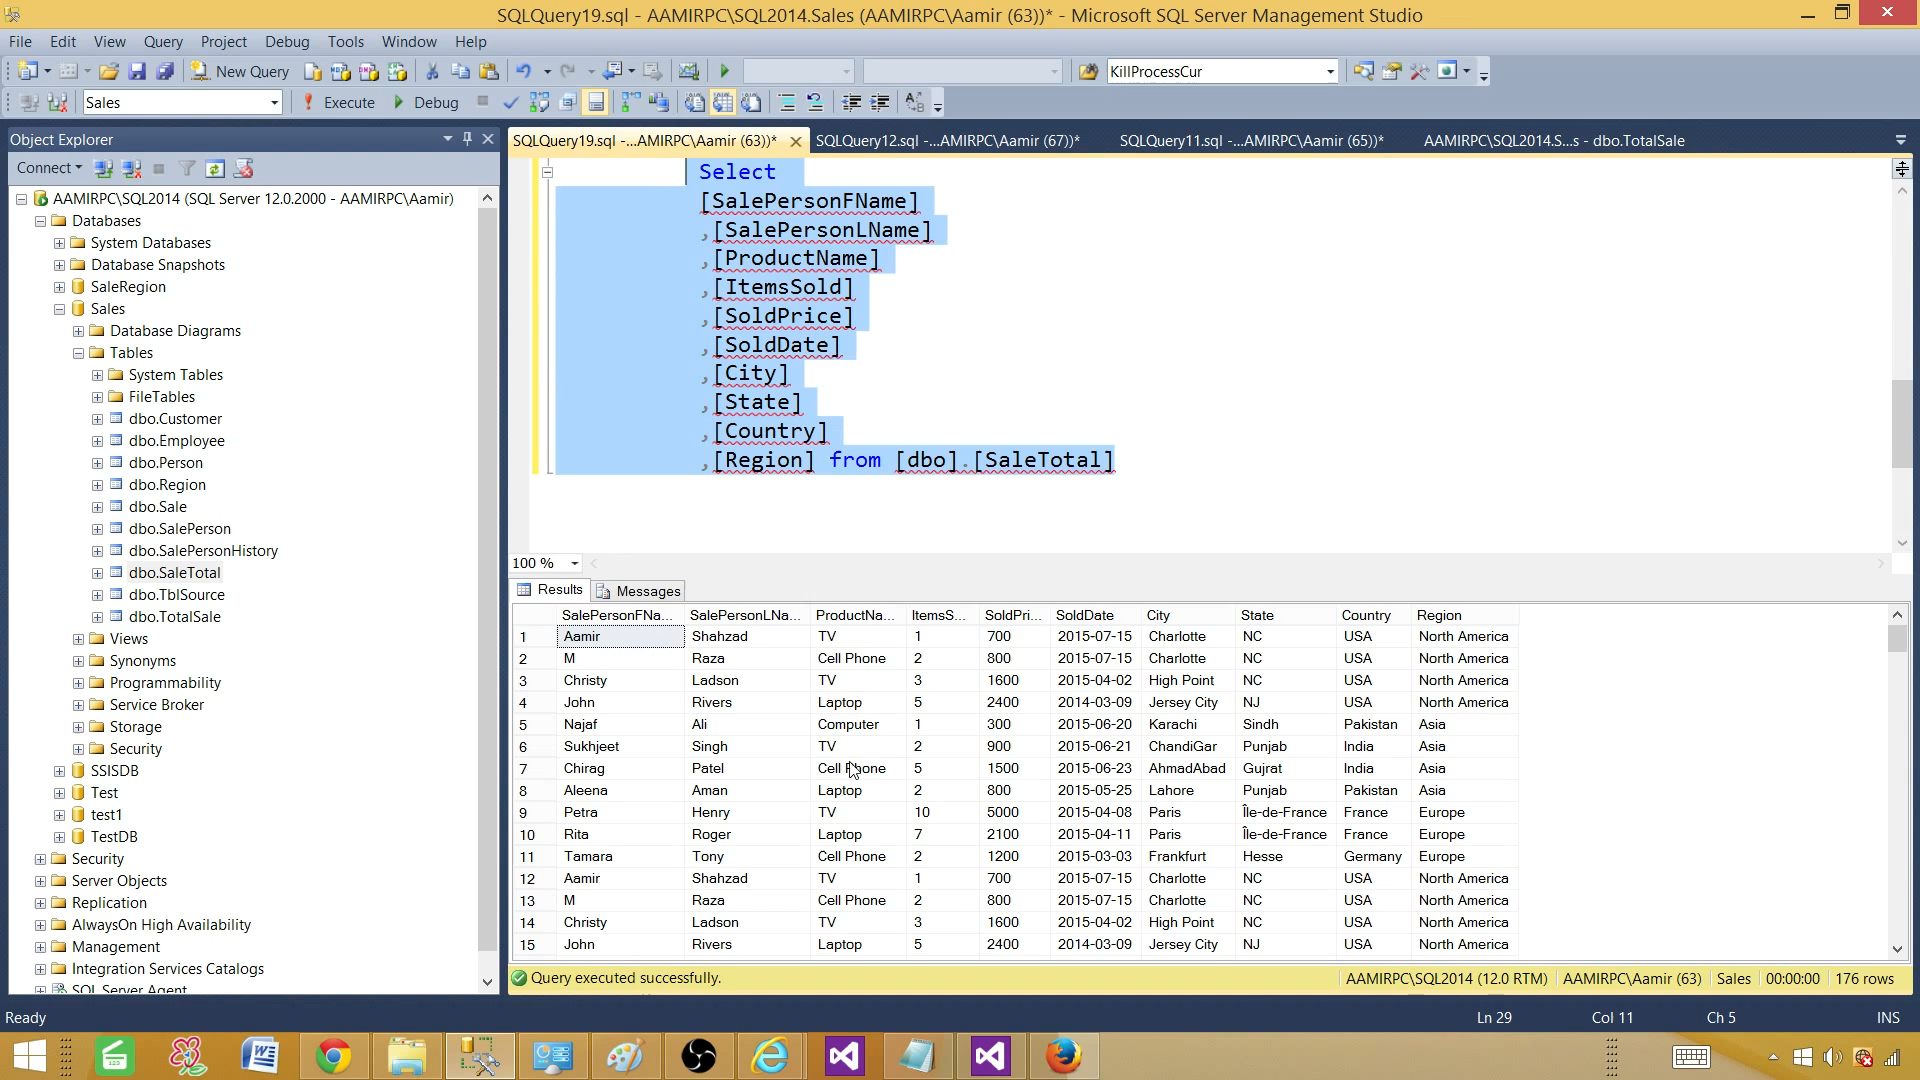 SQLQuery19.sql - AAMIRPC\SQL2014.Sales (AAMIRPC\Aamir (63))* - Microsoft SQL Server Management Studio
File Edit View Query Project Debug Tools Window Help
New Query KillProcessCur
Sales Execute Debug
Object Explorer
Connect
AAMIRPC\SQL2014 (SQL Server 12.0.2000 - AAMIRPC\Aamir)
Databases
System Databases
Database Snapshots
SaleRegion
Sales
Database Diagrams
Tables
System Tables
FileTables
dbo.Customer
dbo.Employee
dbo.Person
dbo.Region
dbo.Sale
dbo.SalePerson
dbo.SalePersonHistory
dbo.SaleTotal
dbo.TblSource
dbo.TotalSale
Views
Synonyms
Programmability
Service Broker
Storage
Security
SSISDB
Test
test1
TestDB
Security
Server Objects
Replication
AlwaysOn High Availability
Management
Integration Services Catalogs
SQL Server Agent
SQLQuery19.sql -...AMIRPC\Aamir (63))* SQLQuery12.sql -...AMIRPC\Aamir (67))* SQLQuery11.sql -...AMIRPC\Aamir (65))* AAMIRPC\SQL2014.S...s - dbo.TotalSale
Select
[SalePersonFName]
,[SalePersonLName]
,[ProductName]
,[ItemsSold]
,[SoldPrice]
,[SoldDate]
,[City]
,[State]
,[Country]
,[Region] from [dbo].[SaleTotal]
100 %
Results Messages
SalePersonFNa... SalePersonLNa... ProductNa... ItemsS... SoldPri... SoldDate City State Country Region
1 Aamir Shahzad TV 1 700 2015-07-15 Charlotte NC USA North America
2 M Raza Cell Phone 2 800 2015-07-15 Charlotte NC USA North America
3 Christy Ladson TV 3 1600 2015-04-02 High Point NC USA North America
4 John Rivers Laptop 5 2400 2014-03-09 Jersey City NJ USA North America
5 Najaf Ali Computer 1 300 2015-06-20 Karachi Sindh Pakistan Asia
6 Sukhjeet Singh TV 2 900 2015-06-21 ChandiGar Punjab India Asia
7 Chirag Patel Cell Phone 5 1500 2015-06-23 AhmadAbad Gujrat India Asia
8 Aleena Aman Laptop 2 800 2015-05-25 Lahore Punjab Pakistan Asia
9 Petra Henry TV 10 5000 2015-04-08 Paris Île-de-France France Europe
10 Rita Roger Laptop 7 2100 2015-04-11 Paris Île-de-France France Europe
11 Tamara Tony Cell Phone 2 1200 2015-03-03 Frankfurt Hesse Germany Europe
12 Aamir Shahzad TV 1 700 2015-07-15 Charlotte NC USA North America
13 M Raza Cell Phone 2 800 2015-07-15 Charlotte NC USA North America
14 Christy Ladson TV 3 1600 2015-04-02 High Point NC USA North America
15 John Rivers Laptop 5 2400 2014-03-09 Jersey City NJ USA North America
Query executed successfully. AAMIRPC\SQL2014 (12.0 RTM) AAMIRPC\Aamir (63) Sales 00:00:00 176 rows
Ready Ln 29 Col 11 Ch 5 INS